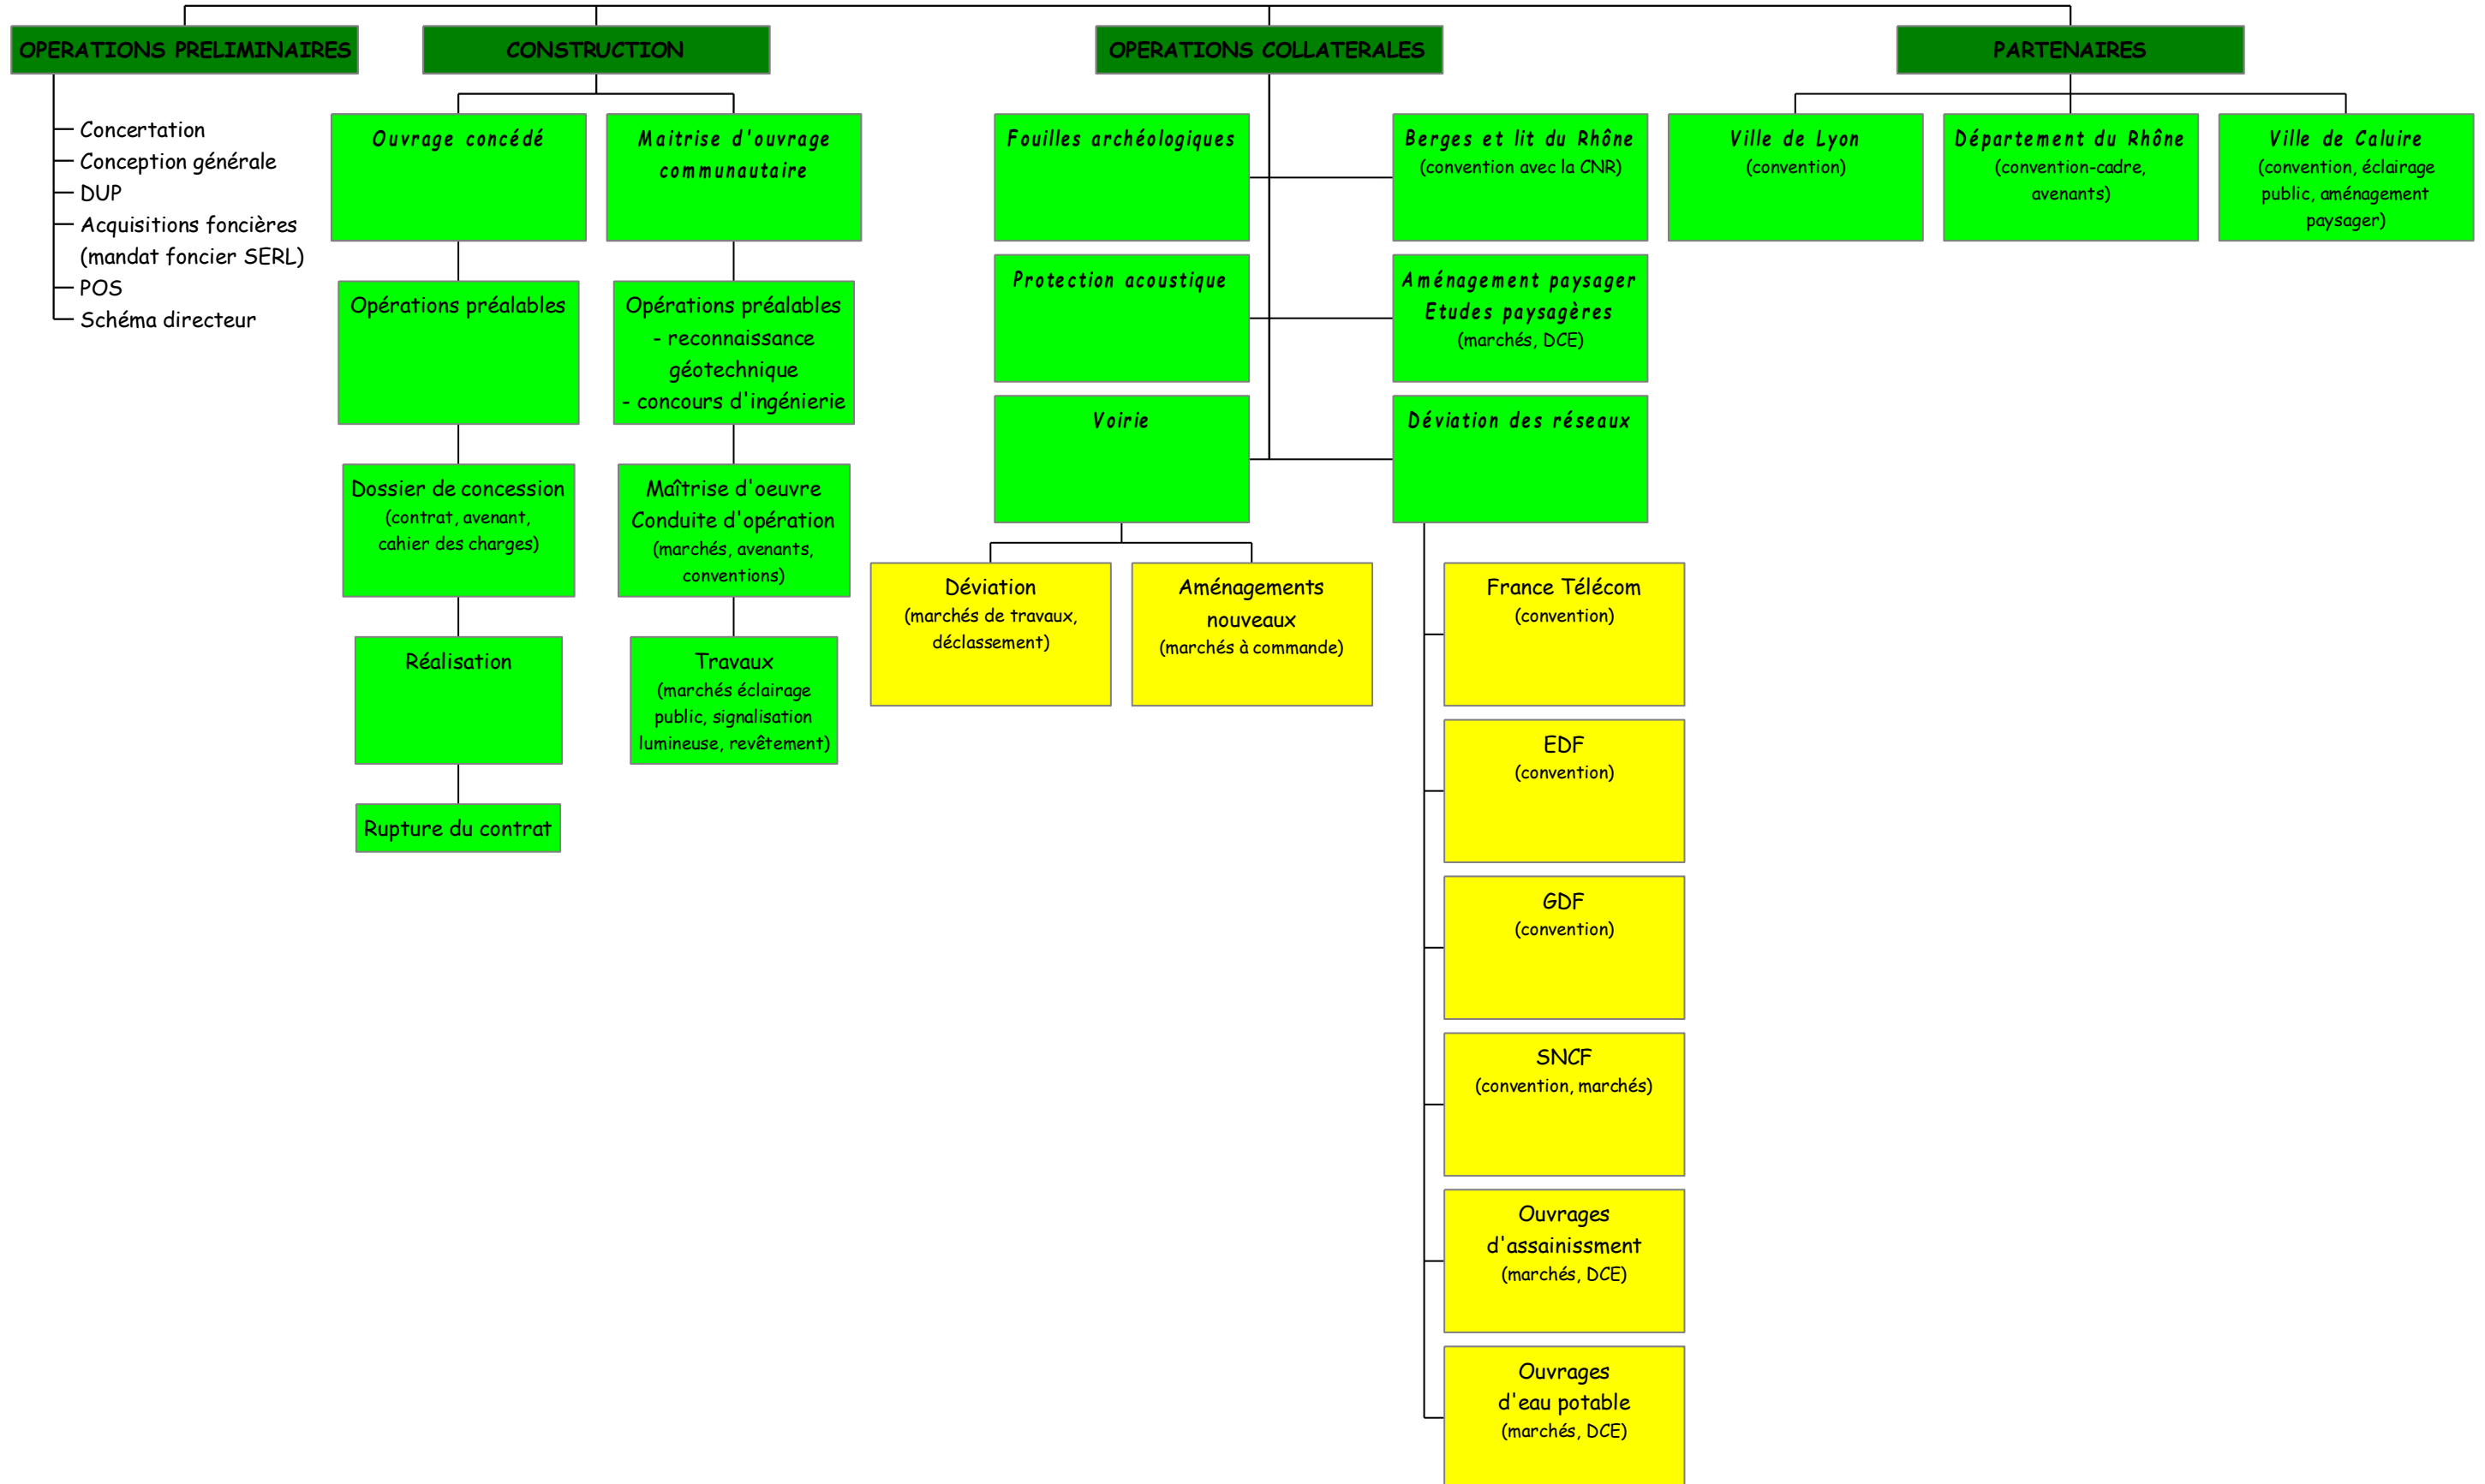 OPERATIONS PRELIMINAIRES
Concertation
Conception générale
DUP
Acquisitions foncières
(mandat foncier SERL)
POS
Schéma directeur
CONSTRUCTION
Ouvrage concédé
Opérations préalables
Dossier de concession
(contrat, avenant,
cahier des charges)
Réalisation
Rupture du contrat
Maitrise d'ouvrage
communautaire
Opérations préalables
- reconnaissance
géotechnique
- concours d'ingénierie
Maîtrise d'oeuvre
Conduite d'opération
(marchés, avenants,
conventions)
Travaux
(marchés éclairage
public, signalisation
lumineuse, revêtement)
OPERATIONS COLLATERALES
Fouilles archéologiques
Berges et lit du Rhône
(convention avec la CNR)
Protection acoustique
Aménagement paysager
Etudes paysagères
(marchés, DCE)
Voirie
Déviation
(marchés de travaux,
déclassement)
Aménagements
nouveaux
(marchés à commande)
Déviation des réseaux
France Télécom
(convention)
EDF
(convention)
GDF
(convention)
SNCF
(convention, marchés)
Ouvrages
d'assainissment
(marchés, DCE)
Ouvrages
d'eau potable
(marchés, DCE)
PARTENAIRES
Ville de Lyon
(convention)
Département du Rhône
(convention-cadre,
avenants)
Ville de Caluire
(convention, éclairage
public, aménagement
paysager)